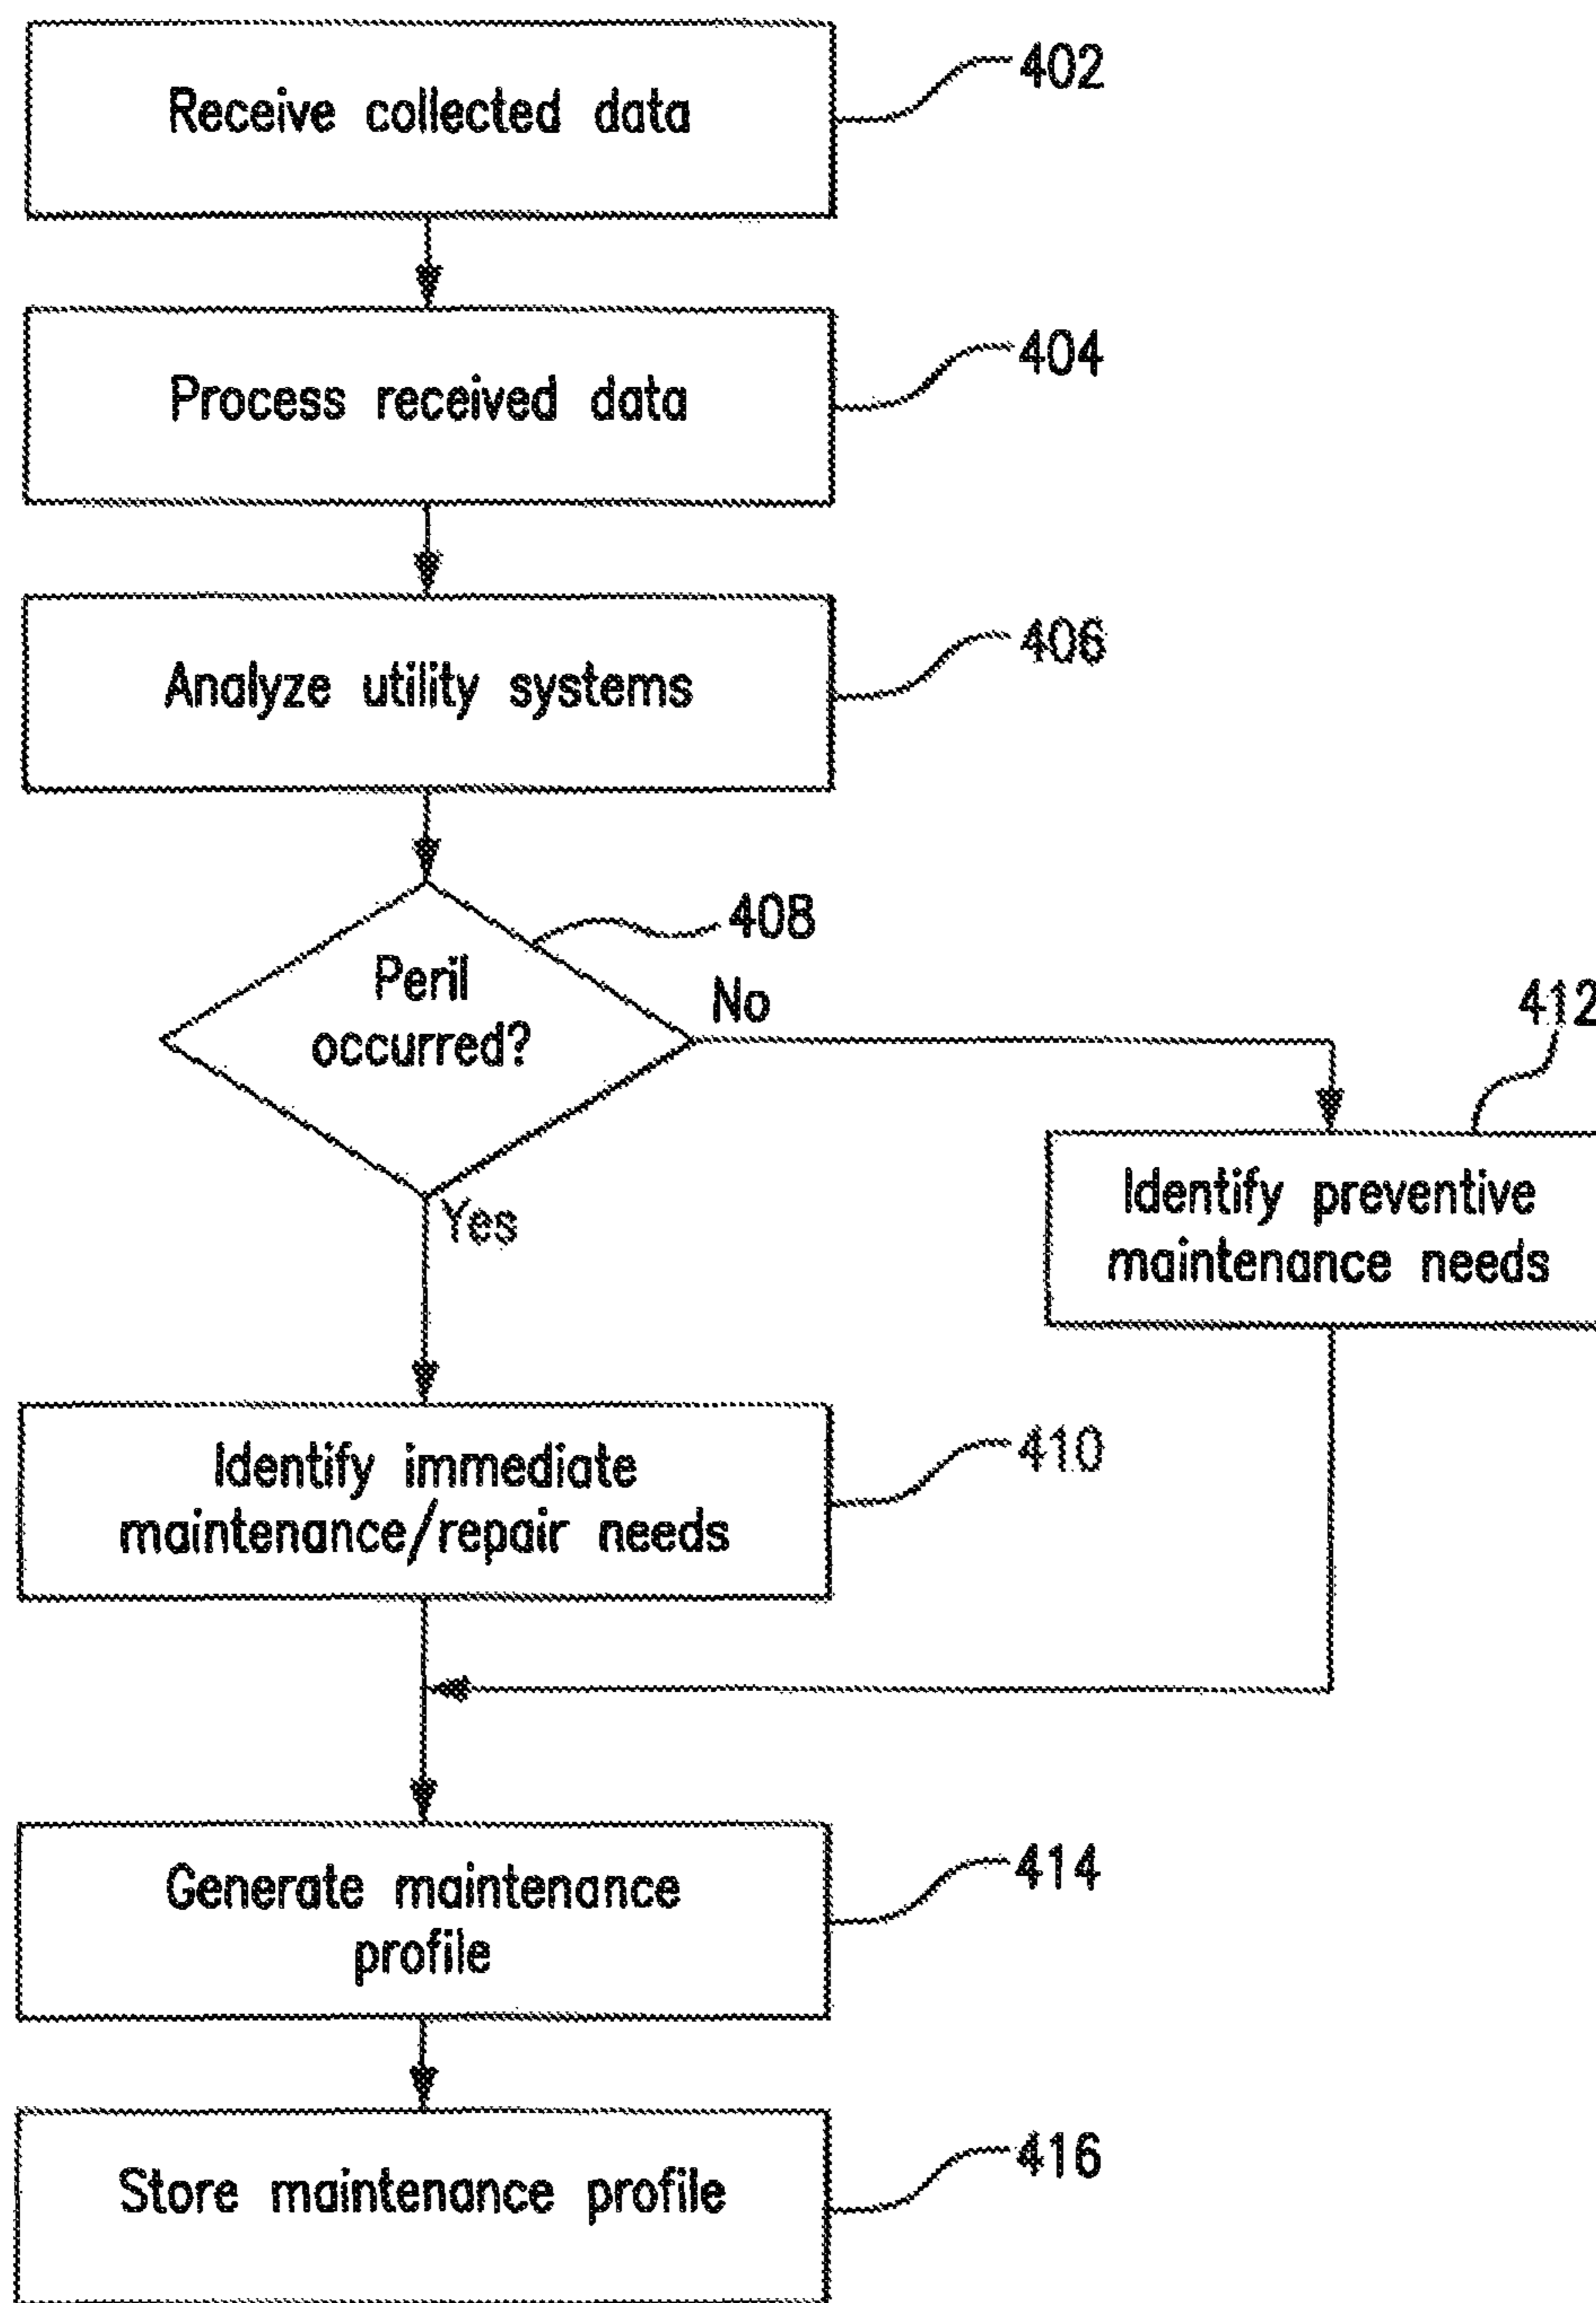 Receive collected data
402
Process received data
404
Analyze utility systems
406
408
Peril
occurred?
No
412
Yes
Identify preventive
maintenance needs
Identify immediate
maintenance/repair needs
410
Generate maintenance
profile
414
Store maintenance profile
416